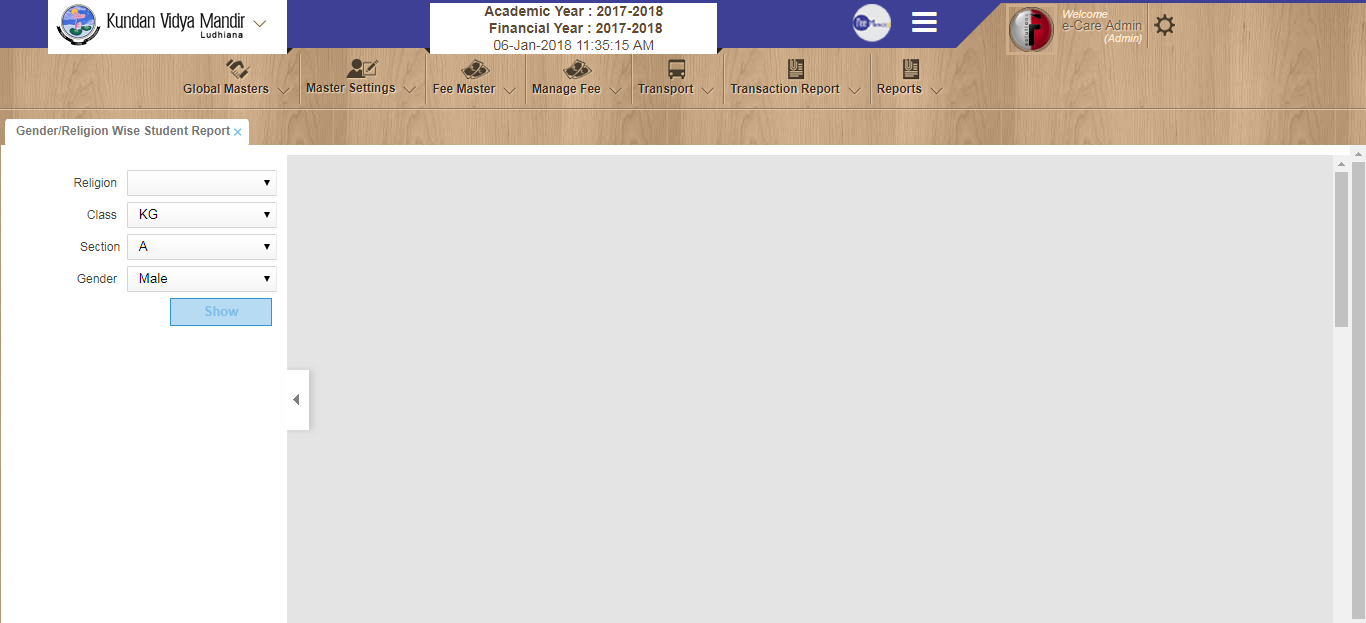 Kundan Vidya Mandir
Ludhiana
Academic Year : 2017-2018
Financial Year : 2017-2018
06-Jan-2018 11:35:15 AM
Welcome
e-Care Admin
(Admin)
Global Masters
Master Settings
Fee Master
Manage Fee
Transport
Transaction Report
Reports
Gender/Religion Wise Student Report ×
Religion
Class KG
Section A
Gender Male
Show